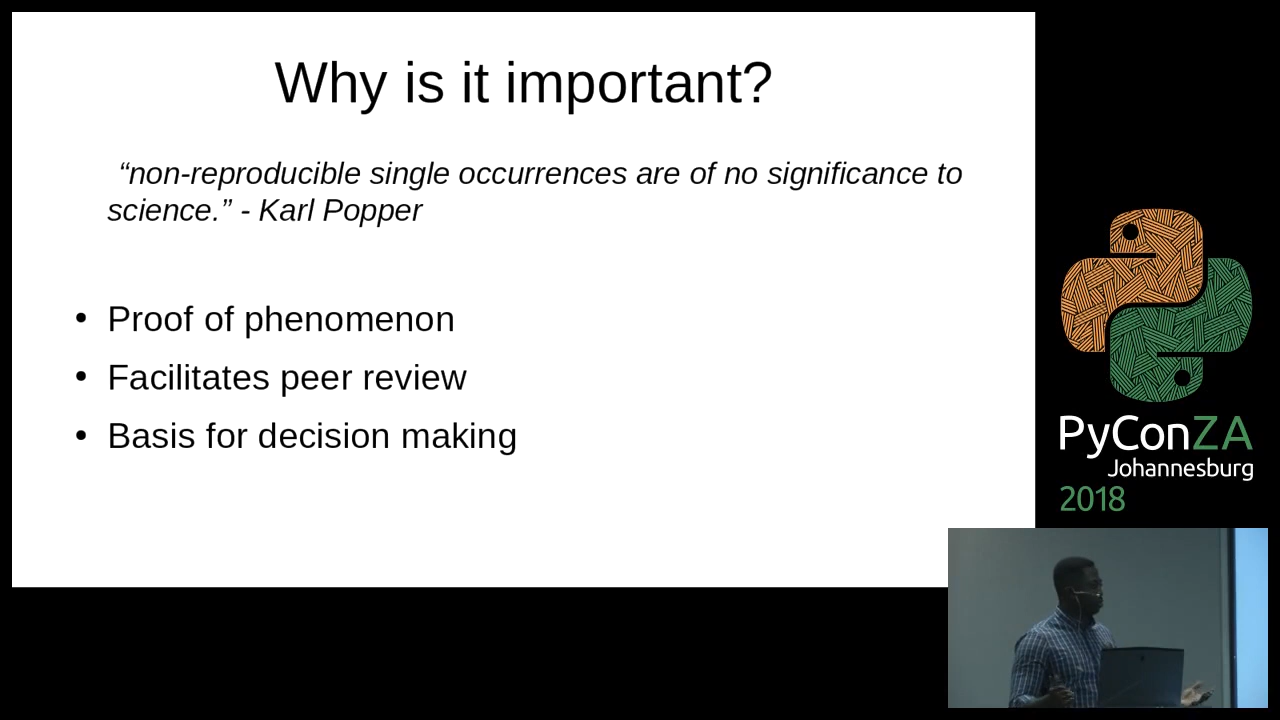 Why is it important?
“non-reproducible single occurrences are of no significance to
science.” - Karl Popper
• Proof of phenomenon
• Facilitates peer review
• Basis for decision making
PyConZA
Johannesburg
2018